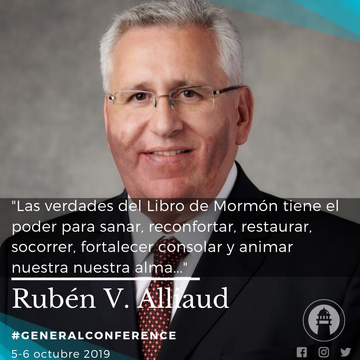 "Las verdades del Libro de Mormón tiene el
poder para sanar, reconfortar, restaurar,
socorrer, fortalecer consolar y animar
nuestra nuestra alma..."
Rubén V. Alliaud
#GENERALCONFERENCE
5-6 octubre 2019